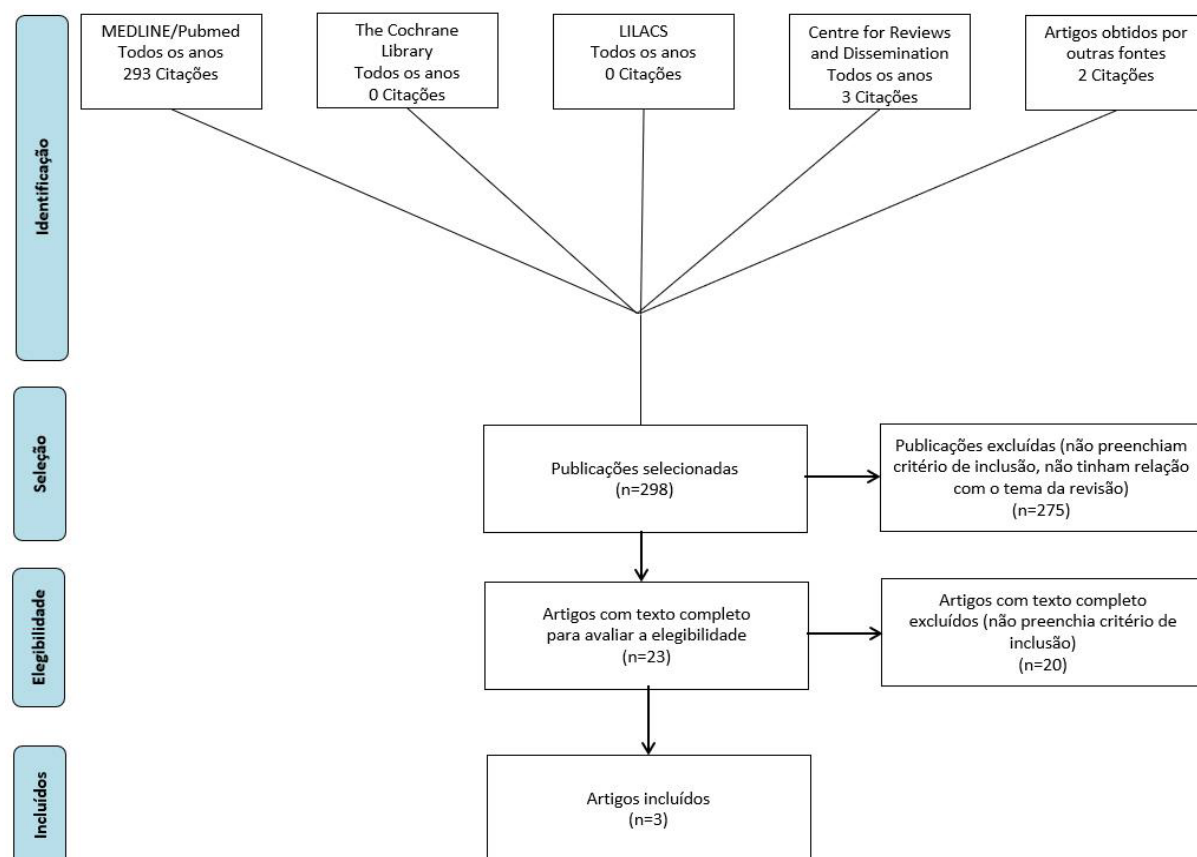 MEDLINE/Pubmed
Todos os anos
293 Citações
The Cochrane
Library
Todos os anos
0 Citações
LILACS
Todos os anos
0 Citações
Centre for Reviews
and Dissemination
Todos os anos
3 Citações
Artigos obtidos por
outras fontes
2 Citações
Identificação
Seleção
Publicações selecionadas
(n=298)
Publicações excluídas (não preenchiam
critério de inclusão, não tinham relação
com o tema da revisão)
(n=275)
Elegibilidade
Artigos com texto completo
para avaliar a elegibilidade
(n=23)
Artigos com texto completo
excluídos (não preenchia critério de
inclusão)
(n=20)
Incluídos
Artigos incluídos
(n=3)